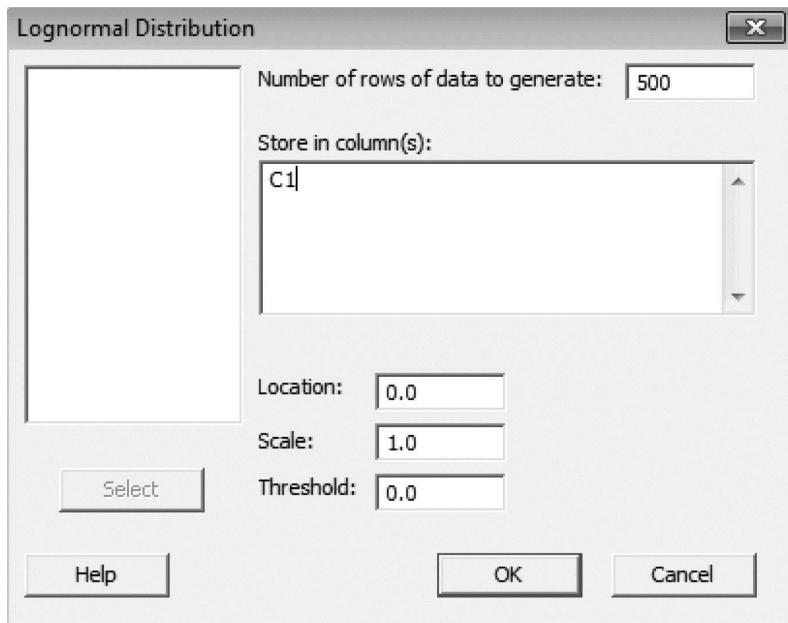 Lognormal Distribution
Number of rows of data to generate: 500
Store in column(s):
C1
Location: 0.0
Scale: 1.0
Threshold: 0.0
Select
Help OK Cancel